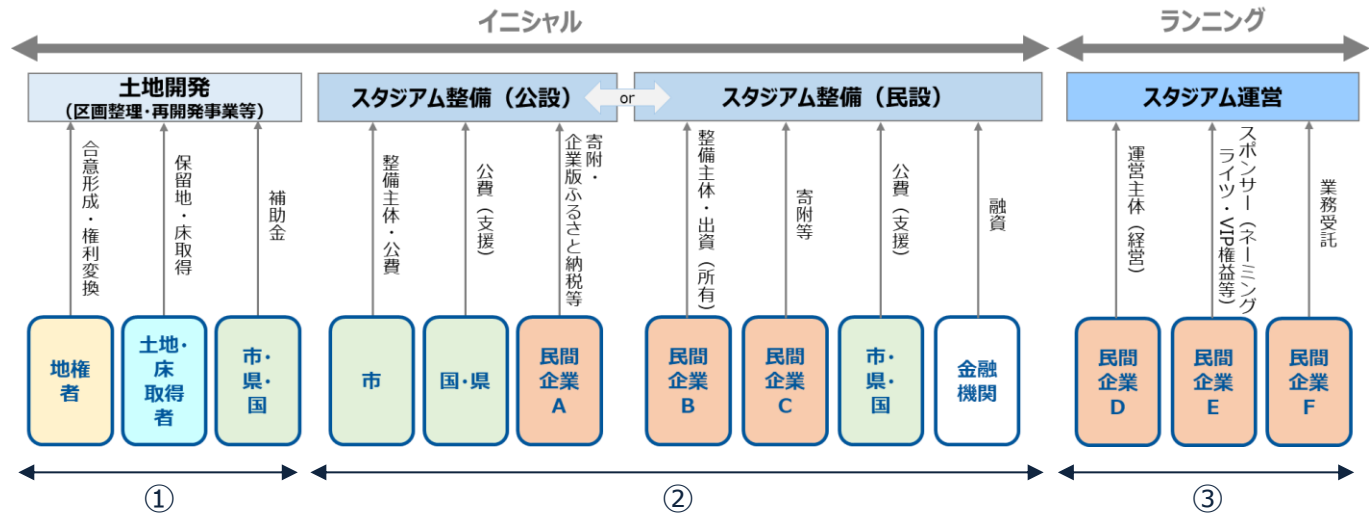 イニシャル
ランニング
土地開発
(区画整理・再開発事業等)
スタジアム整備（公設）
or
スタジアム整備（民設）
スタジアム運営
合意形成・権利変換
保留地・床取得
補助金
整備主体・公費
公費（支援）
寄附・
企業版ふるさと納税等
整備主体・出資（所有）
寄附等
公費（支援）
融資
運営主体（経営）
スポンサー（ネーミング
ライツ・VIP権益等）
業務受託
地権
者
土地・
床
取得
者
市・
県・
国
市
国・県
民間
企業
A
民間
企業
B
民間
企業
C
市・
県・
国
金融
機関
民間
企業
D
民間
企業
E
民間
企業
F
①
②
③